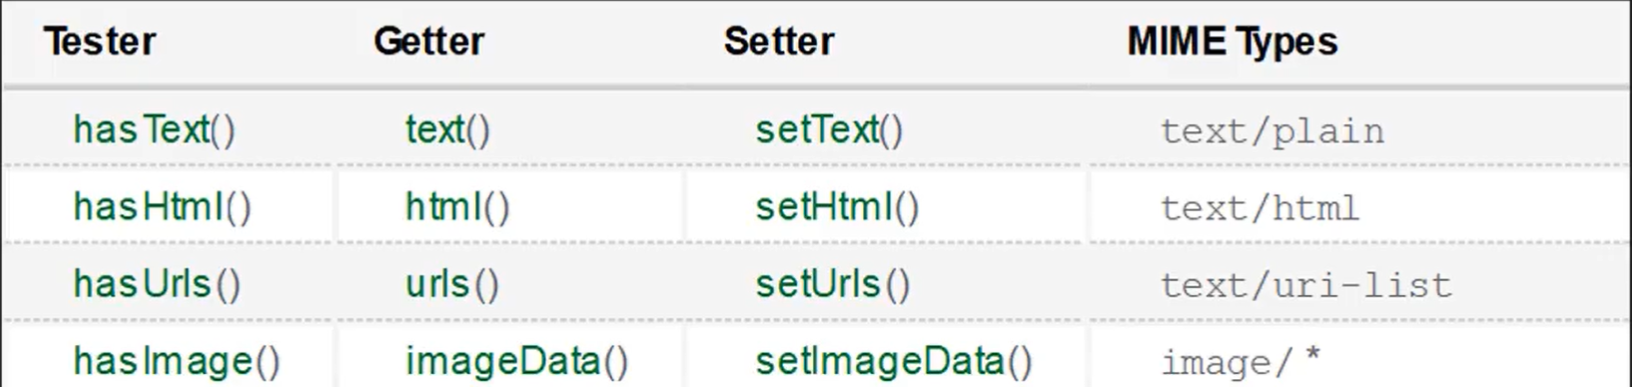 Tester Getter Setter MIME Types
hasText() text() setText() text/plain
hasHtml() html() setHtml() text/html
hasUrls() urls() setUrls() text/uri-list
hasImage() imageData() setImageData() image/ *